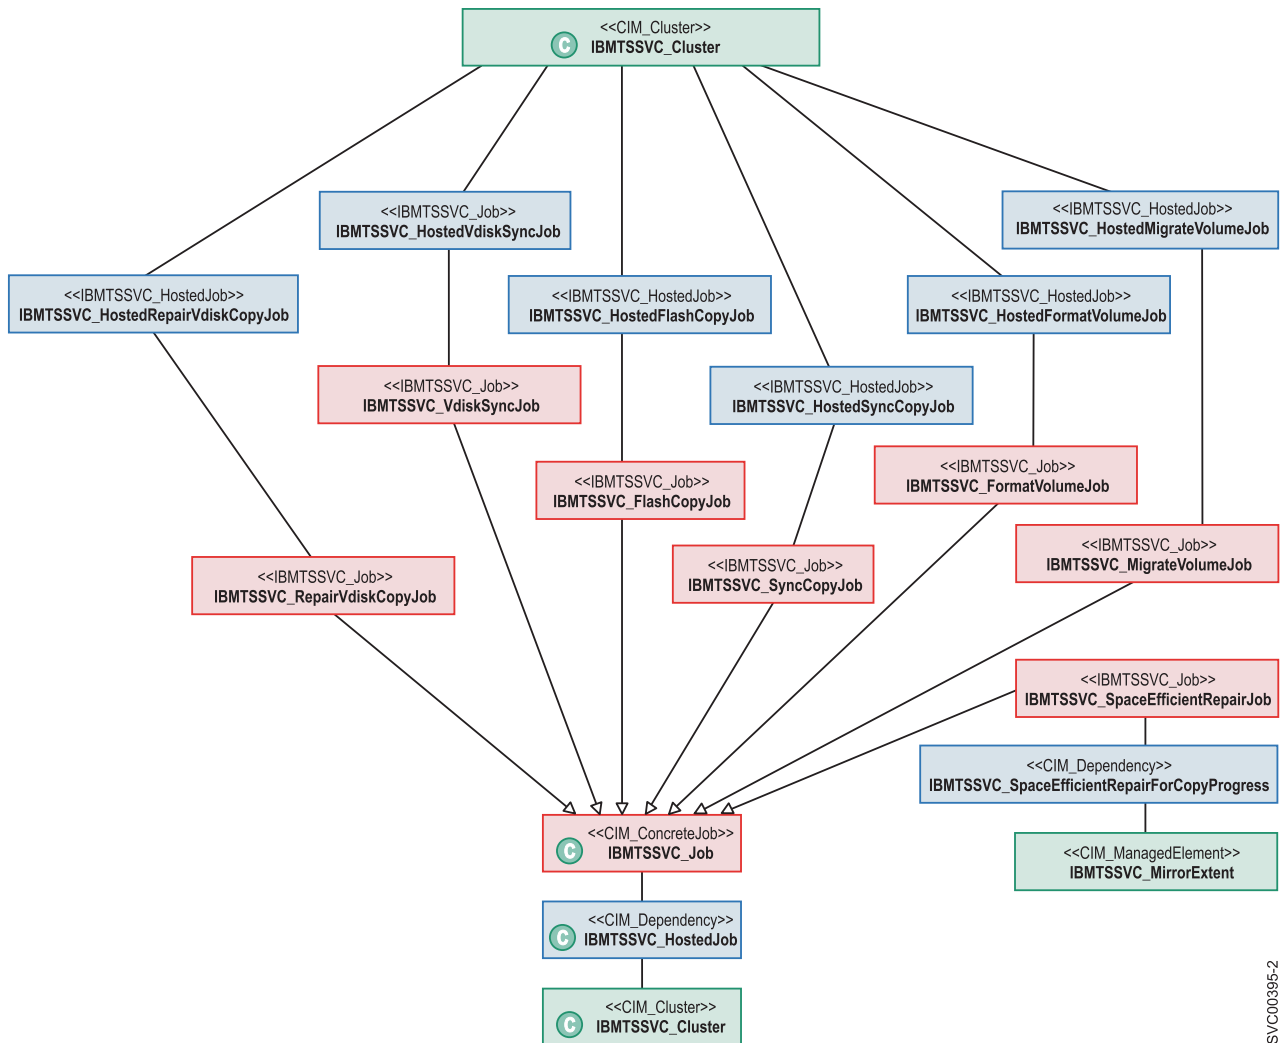 <<CIM_Cluster>>
C
IBMTSSVC_Cluster
<<IBMTSSVC_Job>>
IBMTSSVC_HostedVdiskSyncJob
<<IBMTSSVC_HostedJob>>
IBMTSSVC_HostedMigrateVolumeJob
<<IBMTSSVC_HostedJob>>
IBMTSSVC_HostedRepairVdiskCopyJob
<<IBMTSSVC_HostedJob>>
IBMTSSVC_HostedFlashCopyJob
<<IBMTSSVC_HostedJob>>
IBMTSSVC_HostedFormatVolumeJob
<<IBMTSSVC_Job>>
IBMTSSVC_VdiskSyncJob
<<IBMTSSVC_HostedJob>>
IBMTSSVC_HostedSyncCopyJob
<<IBMTSSVC_Job>>
IBMTSSVC_FlashCopyJob
<<IBMTSSVC_Job>>
IBMTSSVC_FormatVolumeJob
<<IBMTSSVC_Job>>
IBMTSSVC_MigrateVolumeJob
<<IBMTSSVC_Job>>
IBMTSSVC_RepairVdiskCopyJob
<<IBMTSSVC_Job>>
IBMTSSVC_SyncCopyJob
<<IBMTSSVC_Job>>
IBMTSSVC_SpaceEfficientRepairJob
<<CIM_Dependency>>
IBMTSSVC_SpaceEfficientRepairForCopyProgress
<<CIM_ConcreteJob>>
C
IBMTSSVC_Job
<<CIM_ManagedElement>>
IBMTSSVC_MirrorExtent
<<CIM_Dependency>>
C
IBMTSSVC_HostedJob
<<CIM_Cluster>>
C
IBMTSSVC_Cluster
SVC00395-2